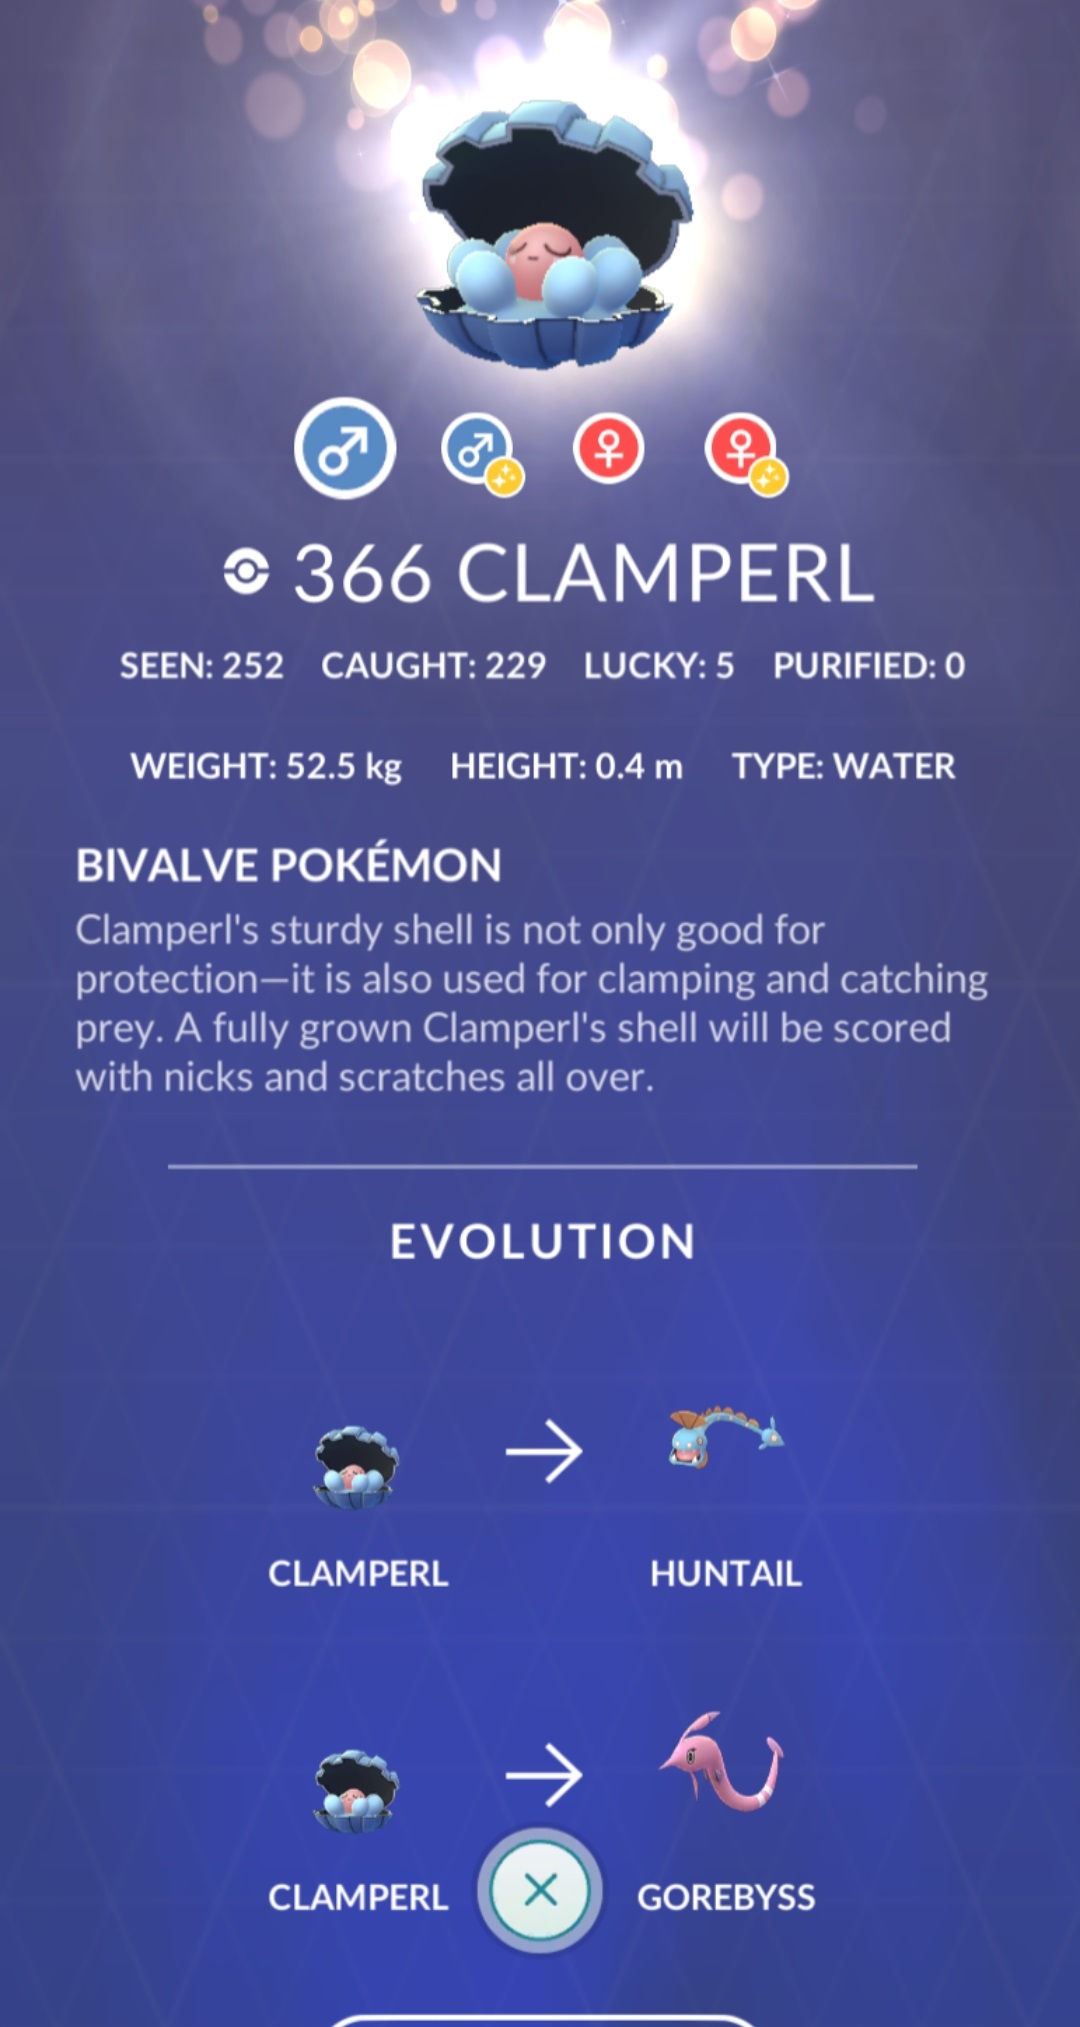 366 CLAMPERL
SEEN: 252 CAUGHT: 229 LUCKY: 5 PURIFIED: 0
WEIGHT: 52.5 kg HEIGHT: 0.4 m TYPE: WATER
BIVALVE POKÉMON
Clamperl's sturdy shell is not only good for
protection—it is also used for clamping and catching
prey. A fully grown Clamperl's shell will be scored
with nicks and scratches all over.
EVOLUTION
CLAMPERL HUNTAIL
CLAMPERL GOREBYSS